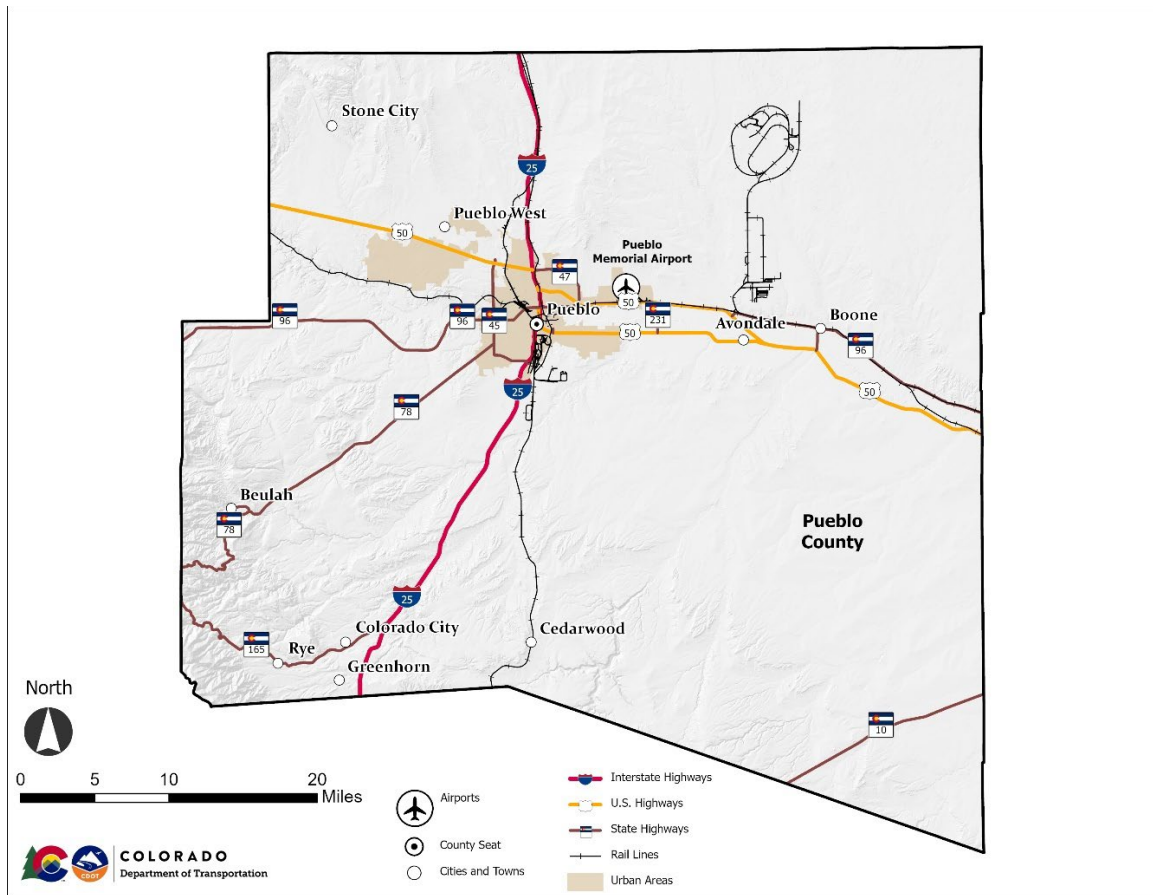 Stone City
25
Pueblo West
50
Pueblo
Memorial Airport
47
50
Pueblo
231
Boone
96
96
45
Avondale
50
96
25
50
78
Beulah
78
Pueblo
County
25
Colorado City
Cedarwood
165
Rye
Greenhorn
10
North
0 5 10 20
Miles
Airports
County Seat
Cities and Towns
Interstate Highways
U.S. Highways
State Highways
Rail Lines
Urban Areas
CDOT
COLORADO
Department of Transportation